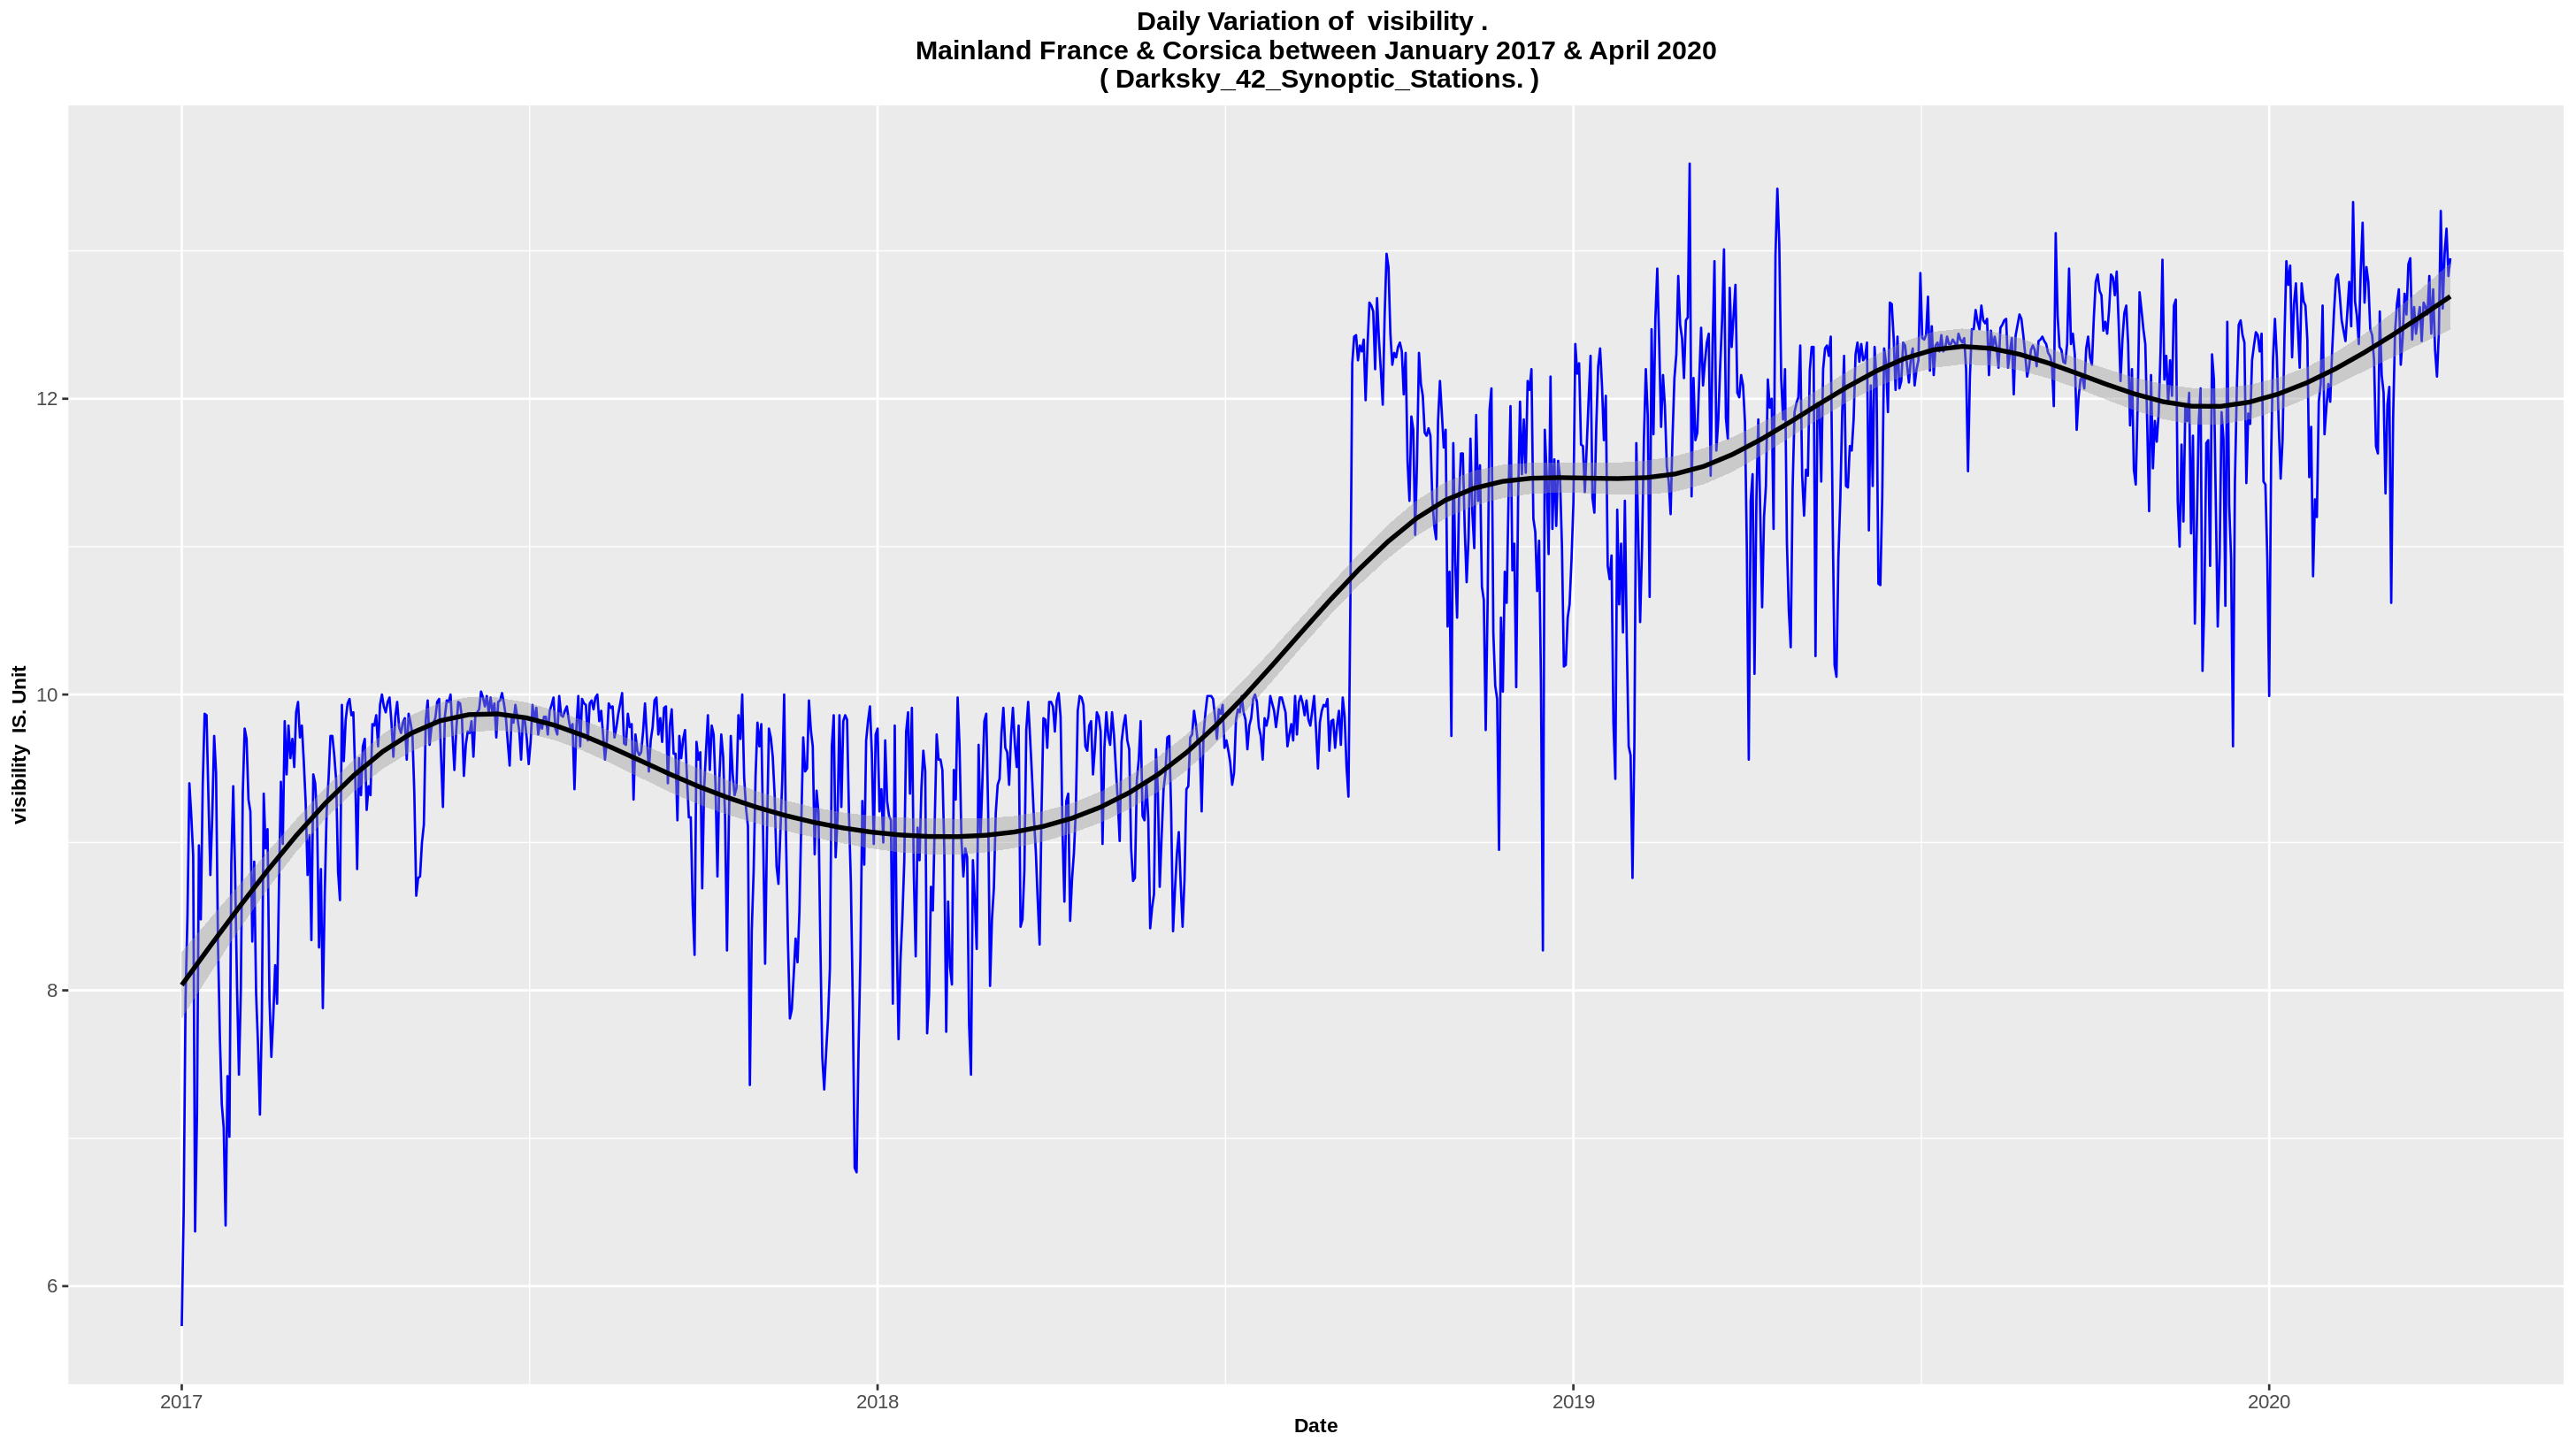 Daily Variation of  visibility .
Mainland France & Corsica between January 2017 & April 2020
( Darksky_42_Synoptic_Stations. )
visibility  IS. Unit
12
10
8
6
2017
2018
2019
2020
Date